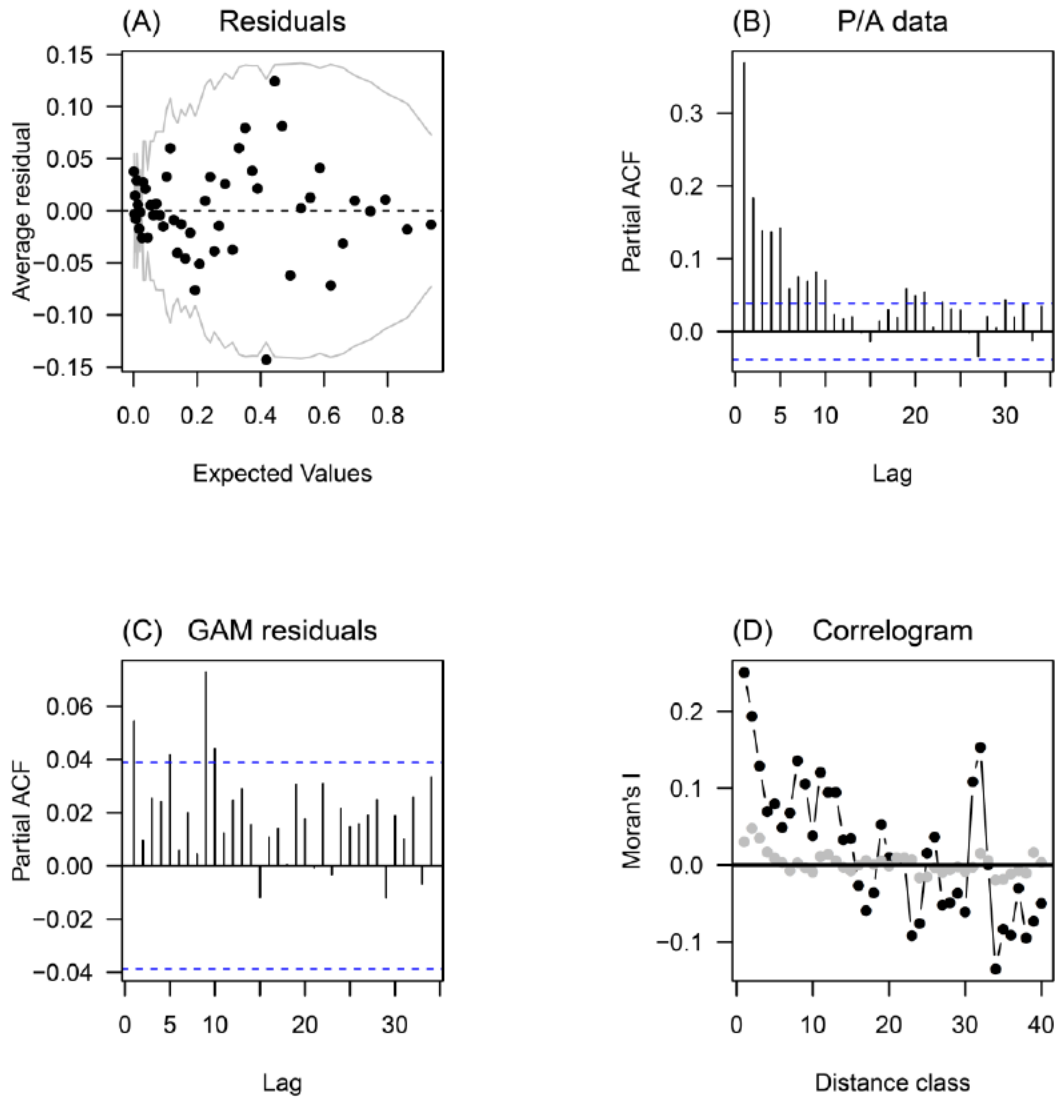 (A) Residuals
Average residual
0.15
0.10
0.05
0.00
−0.05
−0.10
−0.15
0.0 0.2 0.4 0.6 0.8
Expected Values
(B) P/A data
Partial ACF
0.3
0.2
0.1
0.0
0 5 10 20 30
Lag
(C) GAM residuals
Partial ACF
0.06
0.04
0.02
0.00
−0.02
−0.04
0 5 10 20 30
Lag
(D) Correlogram
Moran's I
0.2
0.1
0.0
−0.1
0 10 20 30 40
Distance class